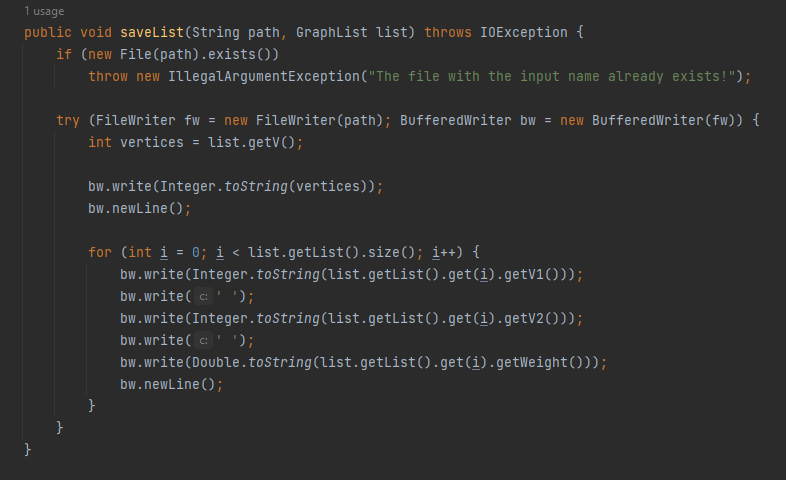 1 usage
public void saveList(String path, GraphList list) throws IOException {
    if (new File(path).exists())
        throw new IllegalArgumentException("The file with the input name already exists!");

    try (FileWriter fw = new FileWriter(path); BufferedWriter bw = new BufferedWriter(fw)) {
        int vertices = list.getV();

        bw.write(Integer.toString(vertices));
        bw.newLine();

        for (int i = 0; i < list.getList().size(); i++) {
            bw.write(Integer.toString(list.getList().get(i).getV1()));
            bw.write( c: ' ');
            bw.write(Integer.toString(list.getList().get(i).getV2()));
            bw.write( c: ' ');
            bw.write(Double.toString(list.getList().get(i).getWeight()));
            bw.newLine();
        }
    }
}